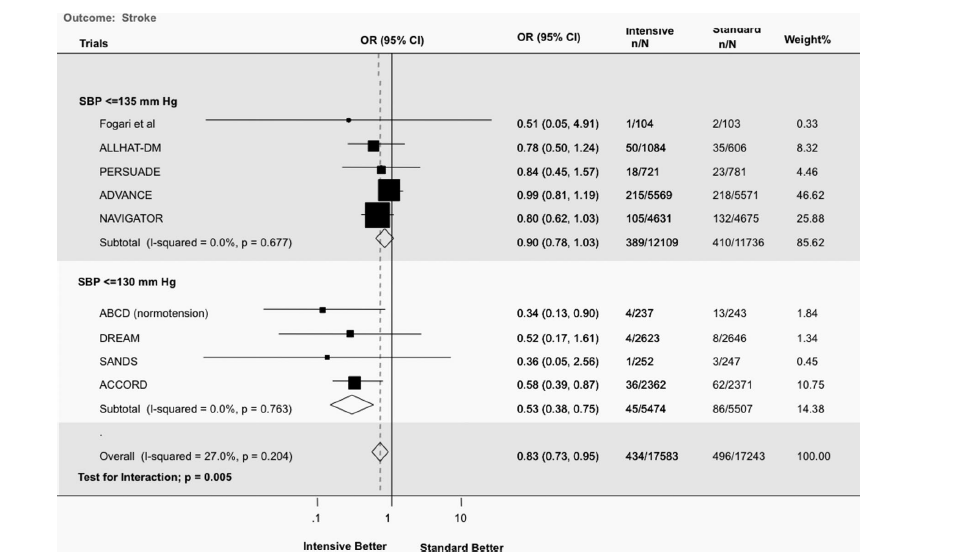 Outcome: Stroke
Trials OR (95% CI) OR (95% CI) Intensive n/N Standard n/N Weight%
SBP <=135 mm Hg
Fogari et al 0.51 (0.05, 4.91) 1/104 2/103 0.33
ALLHAT-DM 0.78 (0.50, 1.24) 50/1084 35/606 8.32
PERSUADE 0.84 (0.45, 1.57) 18/721 23/781 4.46
ADVANCE 0.99 (0.81, 1.19) 215/5569 218/5571 46.62
NAVIGATOR 0.80 (0.62, 1.03) 105/4631 132/4675 25.88
Subtotal (I-squared = 0.0%, p = 0.677) 0.90 (0.78, 1.03) 389/12109 410/11736 85.62
SBP <=130 mm Hg
ABCD (normotension) 0.34 (0.13, 0.90) 4/237 13/243 1.84
DREAM 0.52 (0.17, 1.61) 4/2623 8/2646 1.34
SANDS 0.36 (0.05, 2.56) 1/252 3/247 0.45
ACCORD 0.58 (0.39, 0.87) 36/2362 62/2371 10.75
Subtotal (I-squared = 0.0%, p = 0.763) 0.53 (0.38, 0.75) 45/5474 86/5507 14.38
.
Overall (I-squared = 27.0%, p = 0.204) 0.83 (0.73, 0.95) 434/17583 496/17243 100.00
Test for Interaction; p = 0.005
.1 1 10
Intensive Better Standard Better